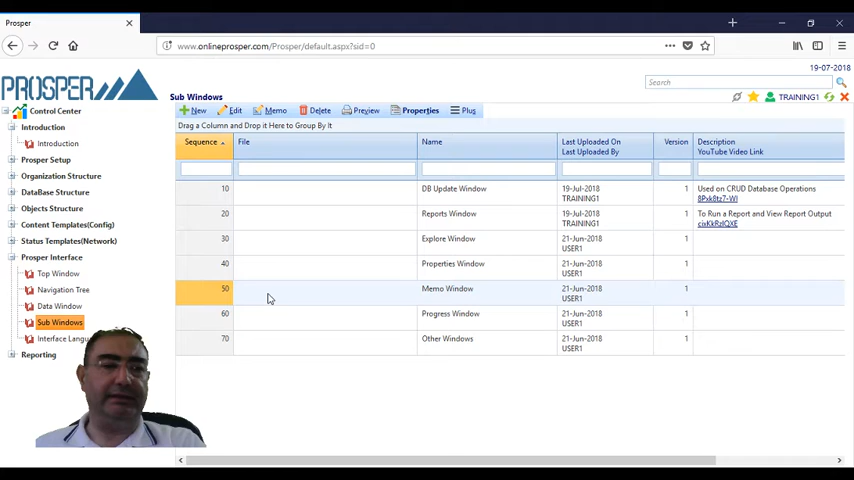 Prosper
www.onlineprosper.com/Prosper/default.aspx?sid=0
19-07-2018
PROSPER
Search
Sub Windows
TRAINING1
New Edit Memo Delete Preview Properties Plus
Drag a Column and Drop it Here to Group By It
Control Center
Introduction
Introduction
Prosper Setup
Organization Structure
DataBase Structure
Objects Structure
Content Templates(Config)
Status Templates(Network)
Prosper Interface
Top Window
Navigation Tree
Data Window
Sub Windows
Interface
Reporting
Sequence File Name Last Uploaded On Version Description
Last Uploaded By YouTube Video Link
10 DB Update Window 19-Jul-2018 1 Used on CRUD Database Operations
TRAINING1 8Pxk8tz7-WI
20 Reports Window 19-Jul-2018 1 To Run a Report and View Report Output
TRAINING1 cixKkRzIQXE
30 Explore Window 21-Jun-2018 1
USER1
40 Properties Window 21-Jun-2018 1
USER1
50 Memo Window 21-Jun-2018 1
USER1
60 Progress Window 21-Jun-2018 1
USER1
70 Other Windows 21-Jun-2018 1
USER1